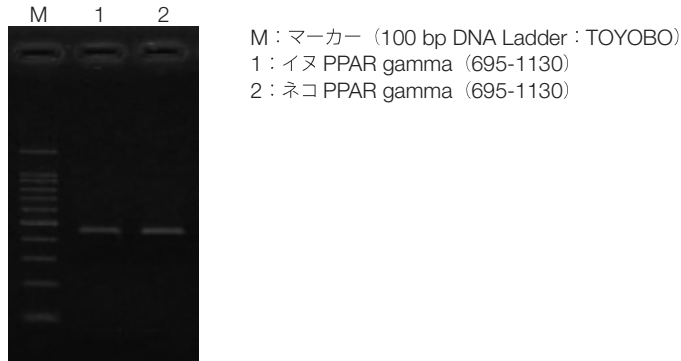 M 1 2
M：マーカー（100 bp DNA Ladder：TOYOBO）
1：イヌ PPAR gamma（695-1130）
2：ネコ PPAR gamma（695-1130）